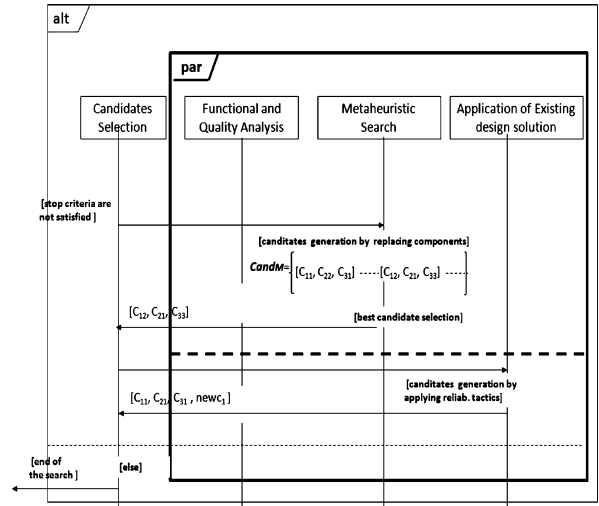 alt
par
Candidates
Selection
Functional and
Quality Analysis
Metaheuristic
Search
Application of Existing
design solution
[stop criteria are
not satisfied ]
[canditates generation by replacing components]
CandM=
[C11, C22, C31] ------[C12, C21, C33] ------
[C12, C21, C33]
[best candidate selection]
[canditates generation by
applying reliab. tactics]
[C11, C21, C31 , newc1 ]
[end of
the search ]
[else]